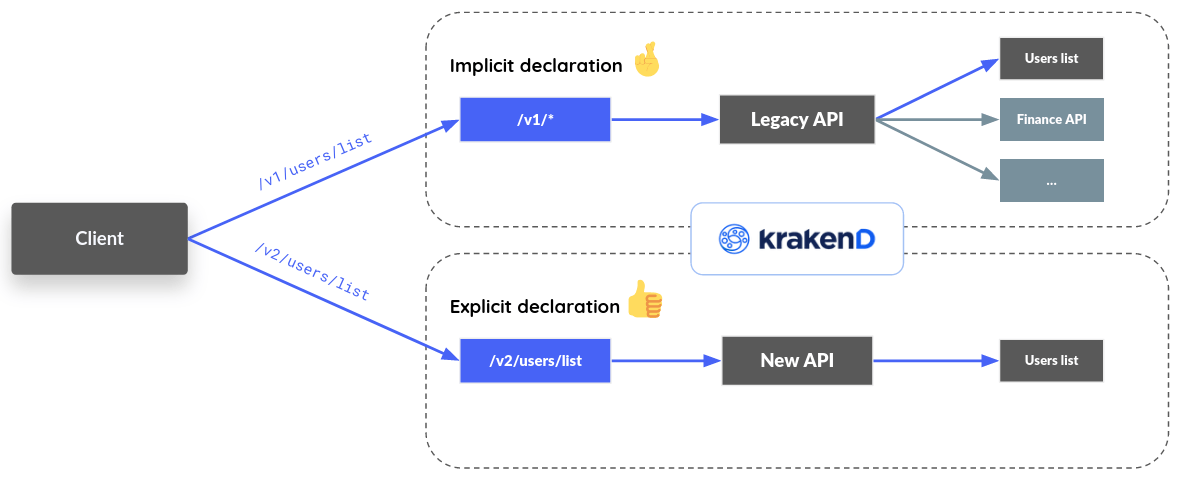 Implicit declaration
Users list
/v1/*
Legacy API
Finance API
...
/v1/users/list
Client
krakenD
/v2/users/list
Explicit declaration
/v2/users/list
New API
Users list